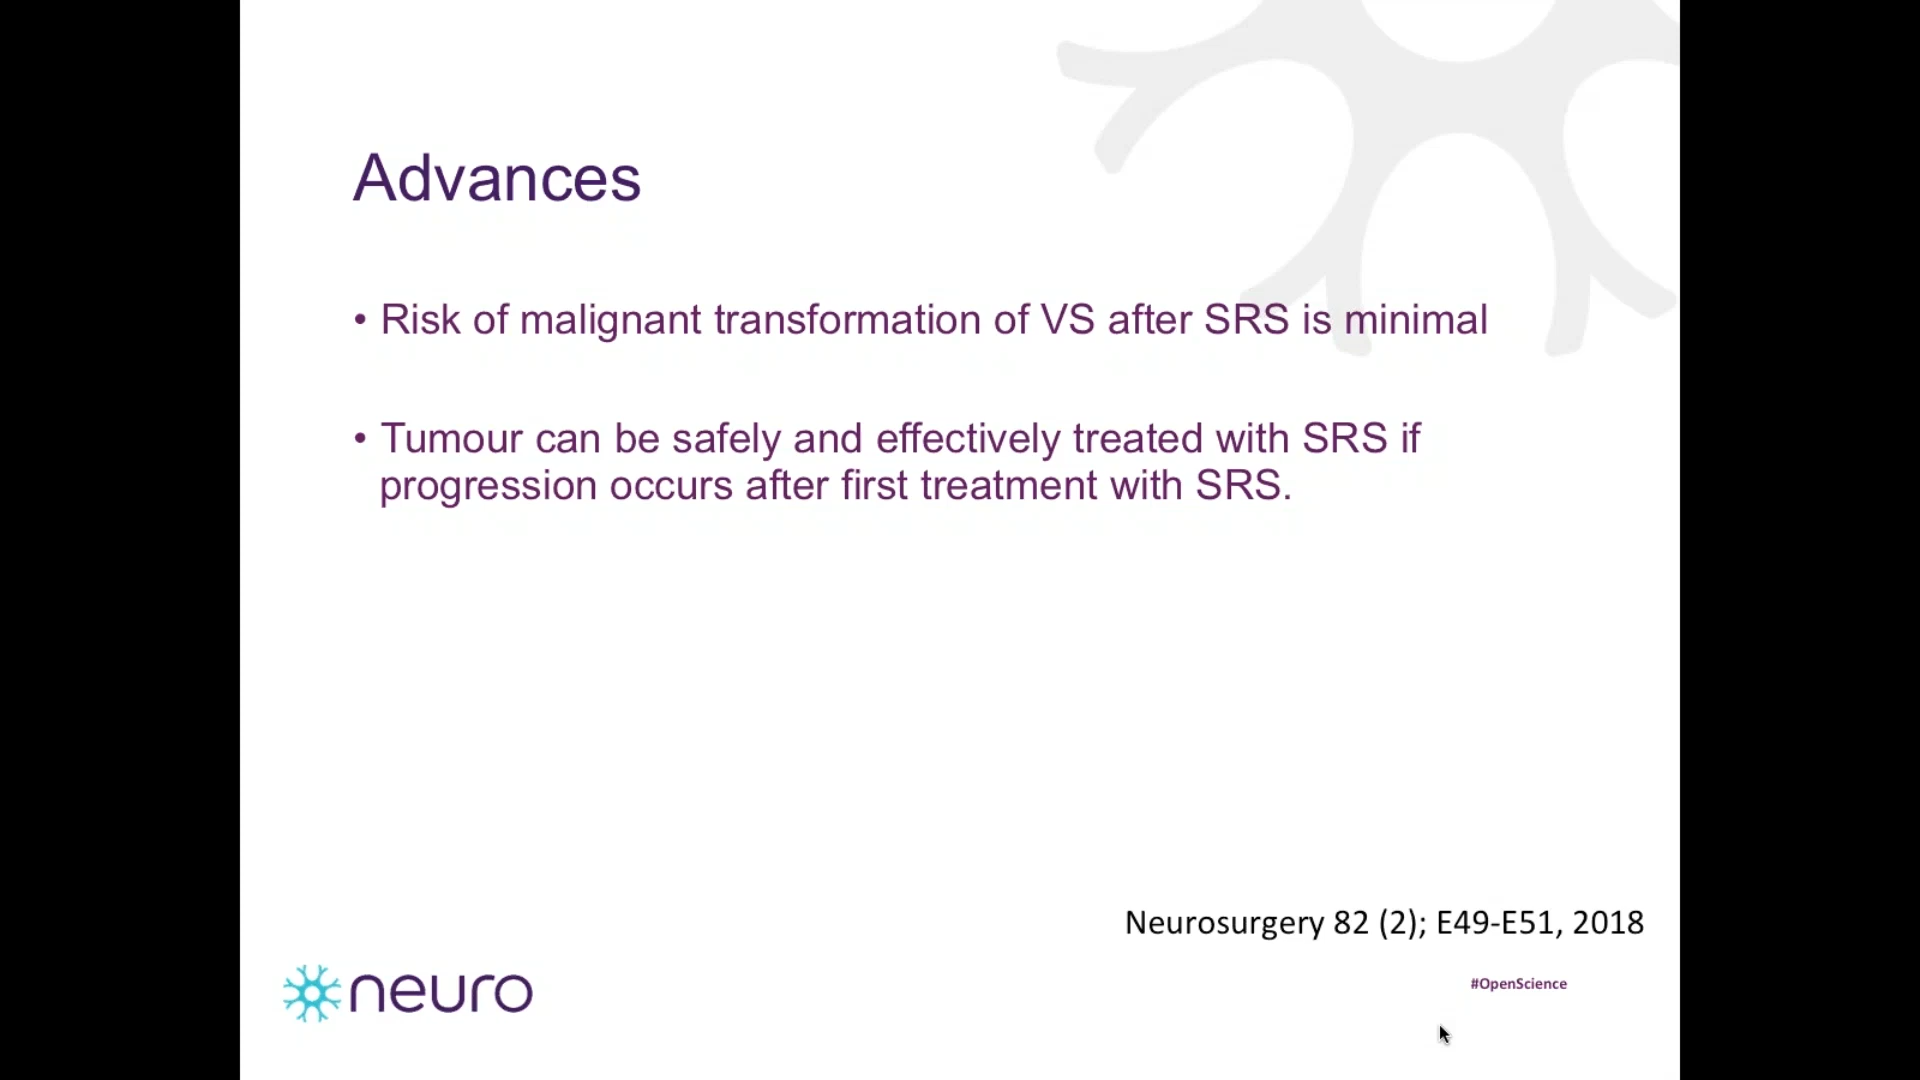 Advances
• Risk of malignant transformation of VS after SRS is minimal
• Tumour can be safely and effectively treated with SRS if
progression occurs after first treatment with SRS.
Neurosurgery 82 (2); E49-E51, 2018
neuro
#OpenScience